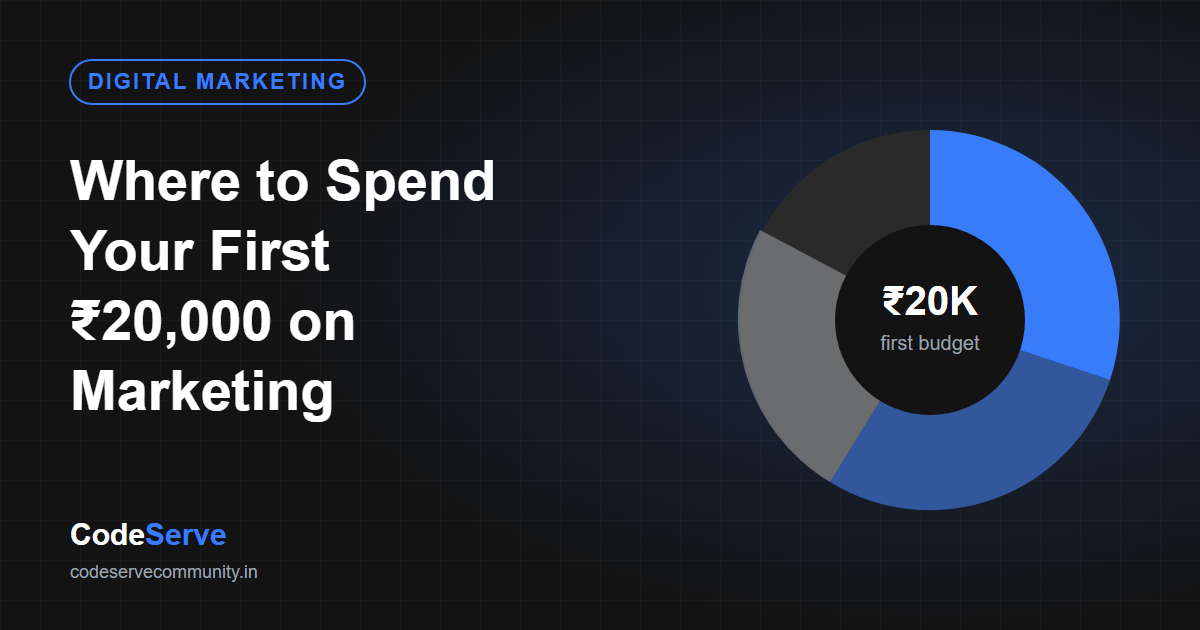 DIGITAL MARKETING
Where to Spend
Your First
₹20,000 on
Marketing
₹20K
first budget
CodeServe
codeservecommunity.in